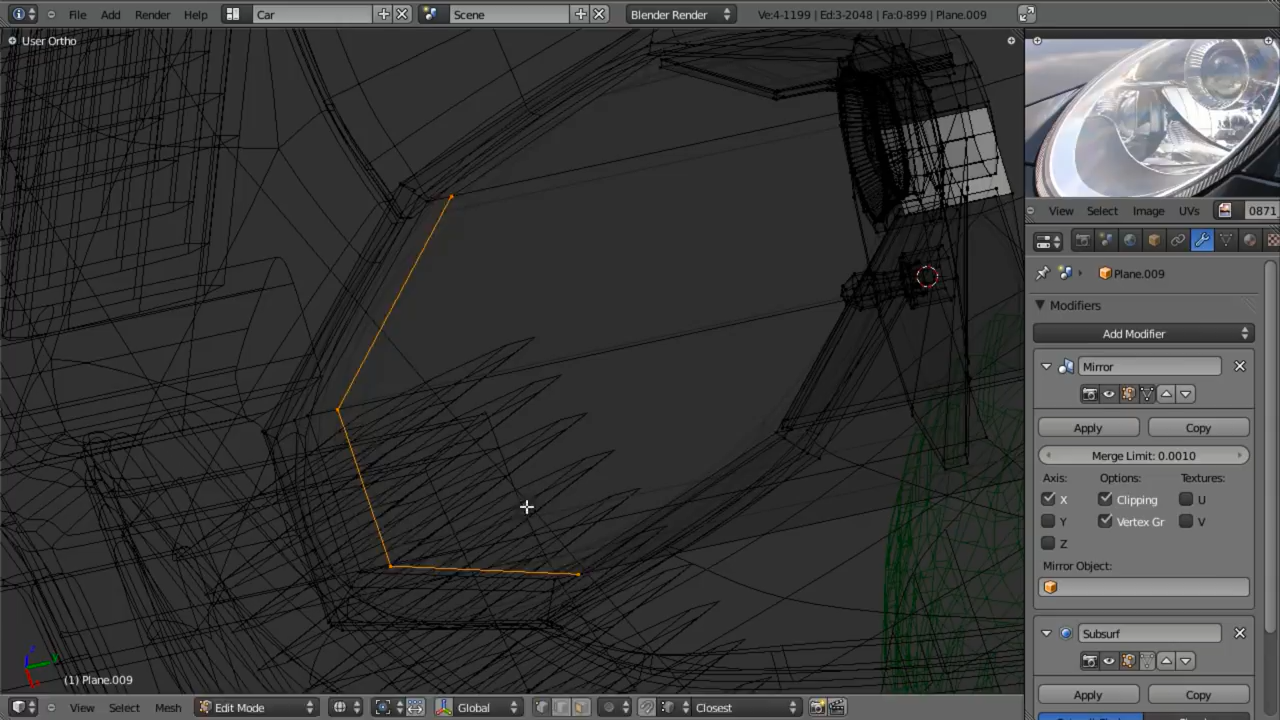 File Add Render Help Car Scene Blender Render Ve:4-1199 | Ed:3-2048 | Fa:0-899 | Plane.009
User Ortho
View Select Image UVs 0871
Plane.009
Modifiers
Add Modifier
Mirror
Apply Copy
Merge Limit: 0.0010
Axis: Options: Textures:
X Clipping U
Y Vertex Gr V
Z
Mirror Object:
Subsurf
(1) Plane.009
Apply Copy
View Select Mesh Edit Mode Global Closest